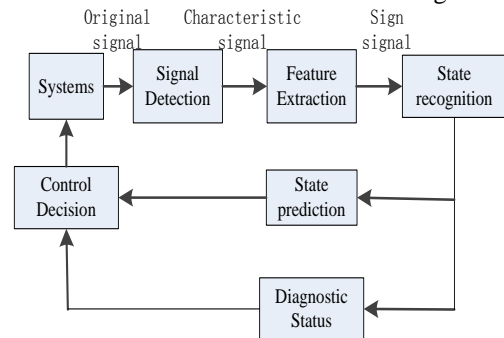 Original
signal
Characteristic
signal
Sign
signal
Systems
Signal
Detection
Feature
Extraction
State
recognition
Control
Decision
State
prediction
Diagnostic
Status